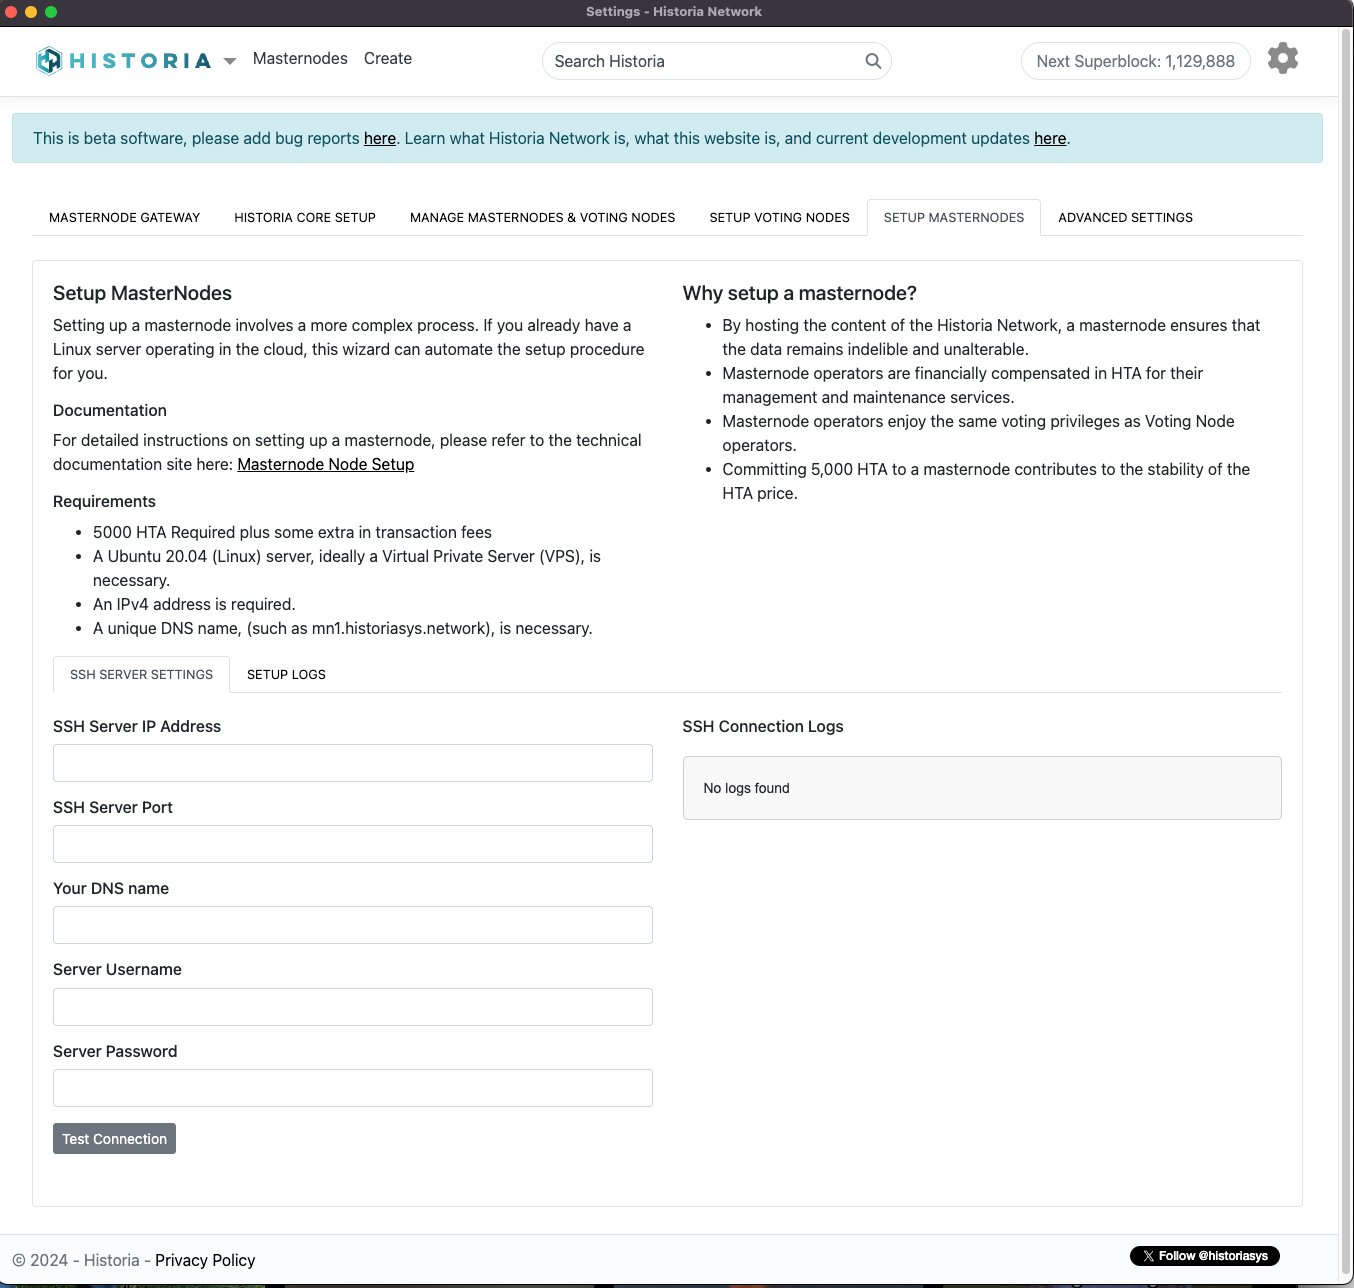 Settings - Historia Network
HISTORIA
Masternodes
Create
Search Historia
Next Superblock: 1,129,888
This is beta software, please add bug reports here. Learn what Historia Network is, what this website is, and current development updates here.
MASTERNODE GATEWAY
HISTORIA CORE SETUP
MANAGE MASTERNODES & VOTING NODES
SETUP VOTING NODES
SETUP MASTERNODES
ADVANCED SETTINGS
Setup MasterNodes
Setting up a masternode involves a more complex process. If you already have a
Linux server operating in the cloud, this wizard can automate the setup procedure
for you.
Documentation
For detailed instructions on setting up a masternode, please refer to the technical
documentation site here: Masternode Node Setup
Requirements
• 5000 HTA Required plus some extra in transaction fees
• A Ubuntu 20.04 (Linux) server, ideally a Virtual Private Server (VPS), is
necessary.
• An IPv4 address is required.
• A unique DNS name, (such as mn1.historiasys.network), is necessary.
Why setup a masternode?
• By hosting the content of the Historia Network, a masternode ensures that
the data remains indelible and unalterable.
• Masternode operators are financially compensated in HTA for their
management and maintenance services.
• Masternode operators enjoy the same voting privileges as Voting Node
operators.
• Committing 5,000 HTA to a masternode contributes to the stability of the
HTA price.
SSH SERVER SETTINGS
SETUP LOGS
SSH Server IP Address
SSH Server Port
Your DNS name
Server Username
Server Password
Test Connection
SSH Connection Logs
No logs found
© 2024 - Historia - Privacy Policy
X Follow @historiasys